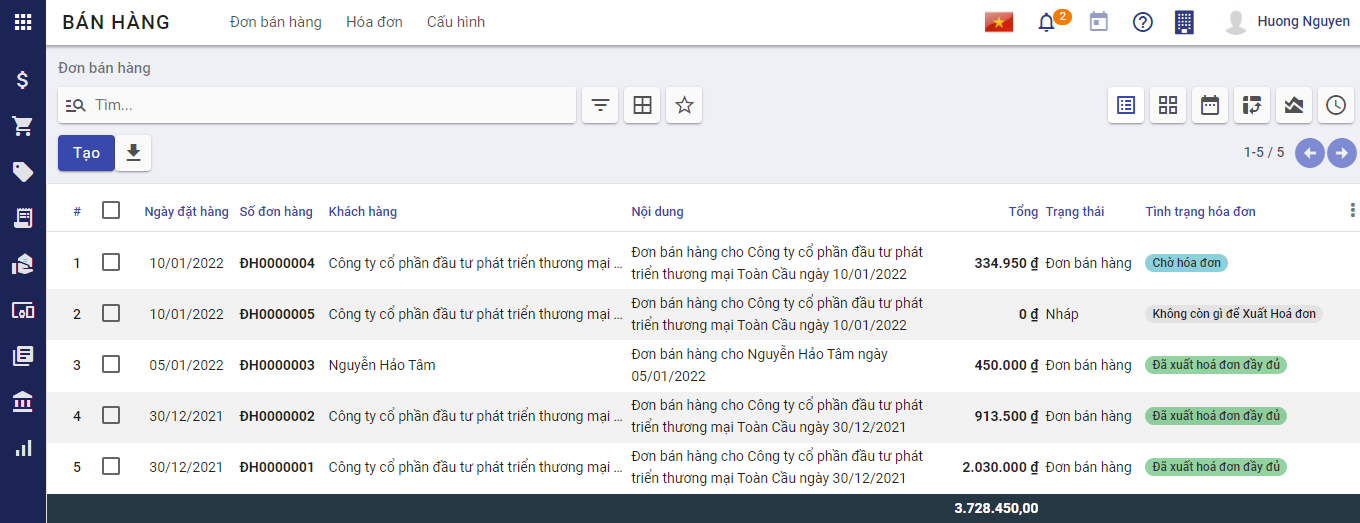 BÁN HÀNG Đơn bán hàng Hóa đơn Cấu hình 2 Huong Nguyen
Đơn bán hàng
Tìm...
Tạo 1-5 / 5
# Ngày đặt hàng Số đơn hàng Khách hàng Nội dung Tổng Trạng thái Tình trạng hóa đơn
1 10/01/2022 ĐH0000004 Công ty cổ phần đầu tư phát triển thương mại ... Đơn bán hàng cho Công ty cổ phần đầu tư phát
triển thương mại Toàn Cầu ngày 10/01/2022 334.950 ₫ Đơn bán hàng Chờ hóa đơn
2 10/01/2022 ĐH0000005 Công ty cổ phần đầu tư phát triển thương mại ... Đơn bán hàng cho Công ty cổ phần đầu tư phát
triển thương mại Toàn Cầu ngày 10/01/2022 0 ₫ Nháp Không còn gì để Xuất Hoá đơn
3 05/01/2022 ĐH0000003 Nguyễn Hảo Tâm Đơn bán hàng cho Nguyễn Hảo Tâm ngày
05/01/2022 450.000 ₫ Đơn bán hàng Đã xuất hoá đơn đầy đủ
4 30/12/2021 ĐH0000002 Công ty cổ phần đầu tư phát triển thương mại ... Đơn bán hàng cho Công ty cổ phần đầu tư phát
triển thương mại Toàn Cầu ngày 30/12/2021 913.500 ₫ Đơn bán hàng Đã xuất hoá đơn đầy đủ
5 30/12/2021 ĐH0000001 Công ty cổ phần đầu tư phát triển thương mại ... Đơn bán hàng cho Công ty cổ phần đầu tư phát
triển thương mại Toàn Cầu ngày 30/12/2021 2.030.000 ₫ Đơn bán hàng Đã xuất hoá đơn đầy đủ
3.728.450,00